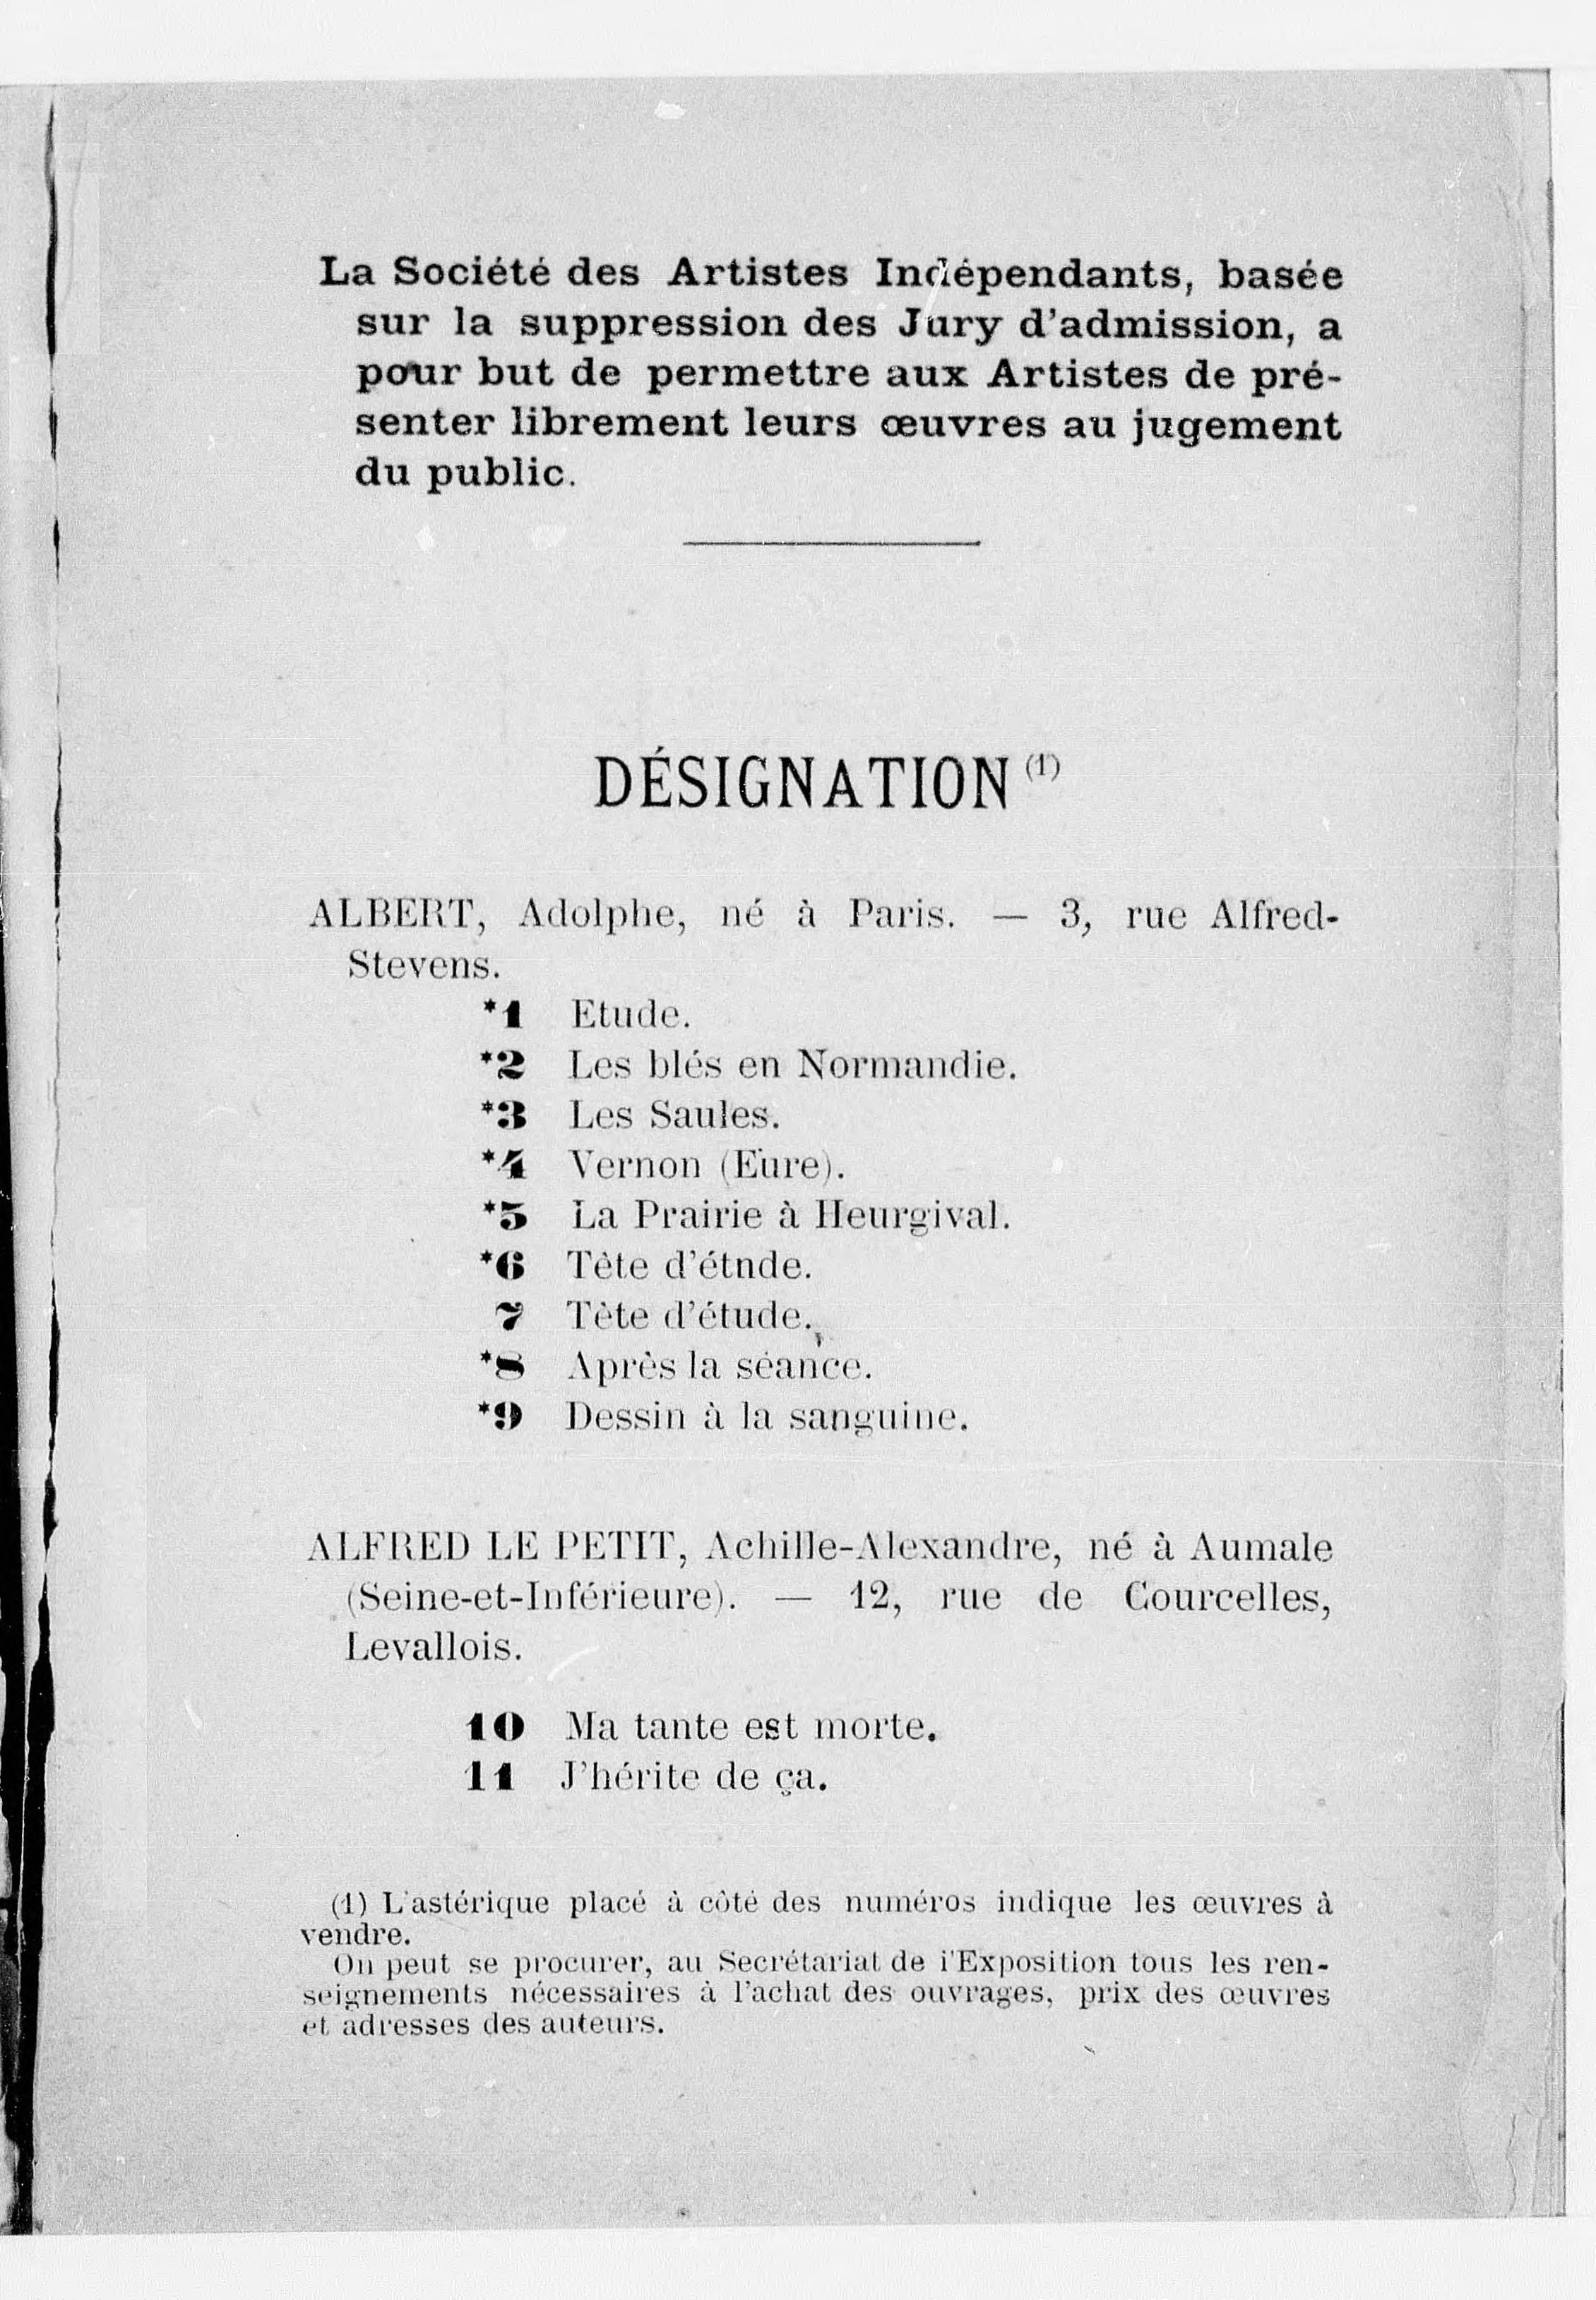 La Société des Artistes Indépendants, basée
sur la suppression des Jury d'admission, a
pour but de permettre aux Artistes de pré-
senter librement leurs œuvres au jugement
du public.
DÉSIGNATION (1)
ALBERT, Adolphe, né à Paris. — 3, rue Alfred-
Stevens.
*1 Etude.
*2 Les blés en Normandie.
*3 Les Saules.
*4 Vernon (Eure).
*5 La Prairie à Heurgival.
*6 Tête d'étnde.
7 Tête d'étude.
*8 Après la séance.
*9 Dessin à la sanguine.
ALFRED LE PETIT, Achille-Alexandre, né à Aumale
(Seine-et-Inférieure). — 12, rue de Courcelles,
Levallois.
10 Ma tante est morte.
11 J'hérite de ça.
(1) L'astérique placé à côté des numéros indique les œuvres à
vendre.
On peut se procurer, au Secrétariat de i'Exposition tous les ren-
seignements nécessaires à l'achat des ouvrages, prix des œuvres
et adresses des auteurs.